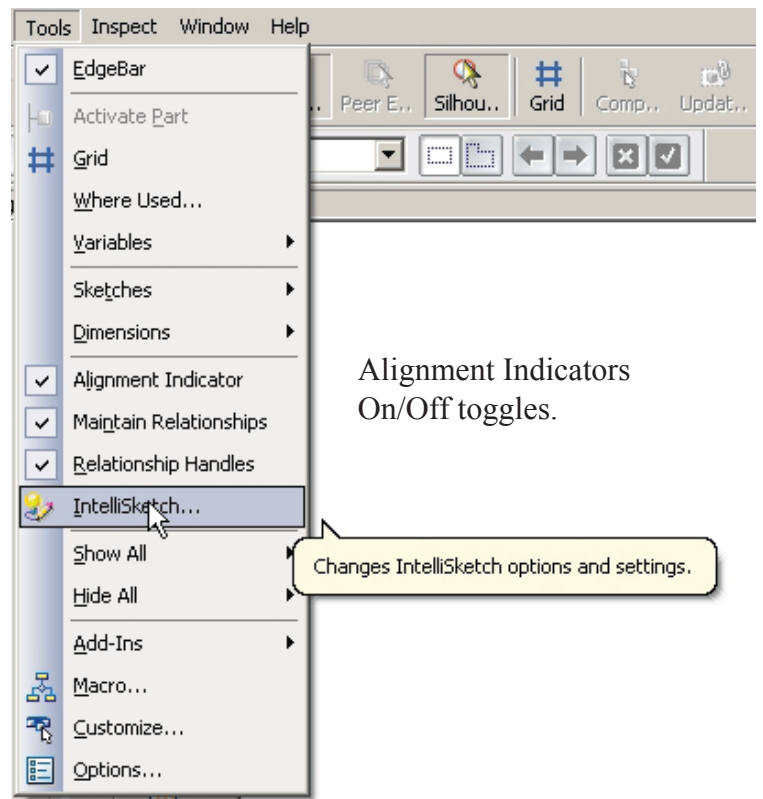 Tools Inspect Window Help
EdgeBar
.. Peer E.. Silhou.. Grid Comp.. Updat..
Activate Part
Grid
Where Used...
Variables
Sketches
Dimensions
Alignment Indicator
Alignment Indicators
On/Off toggles.
Maintain Relationships
Relationship Handles
IntelliSketch...
Show All
Changes IntelliSketch options and settings.
Hide All
Add-Ins
Macro...
Customize...
Options...